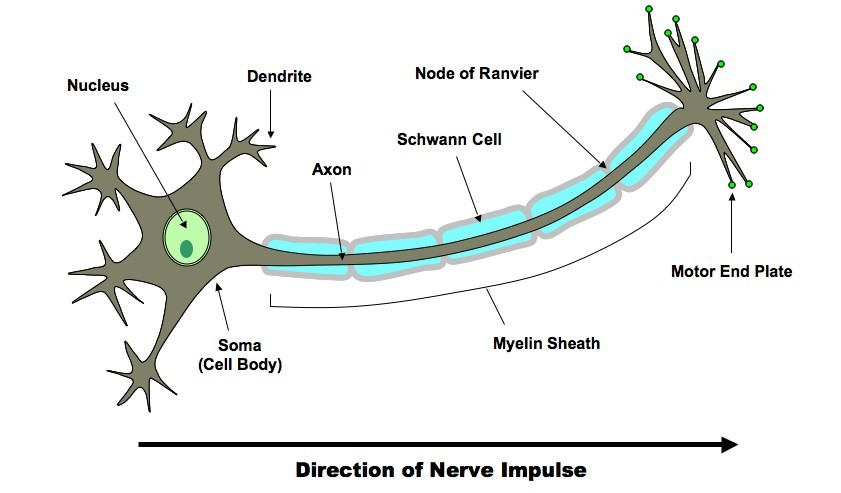 Nucleus
Dendrite
Node of Ranvier
Schwann Cell
Axon
Motor End Plate
Soma
(Cell Body)
Myelin Sheath
Direction of Nerve Impulse